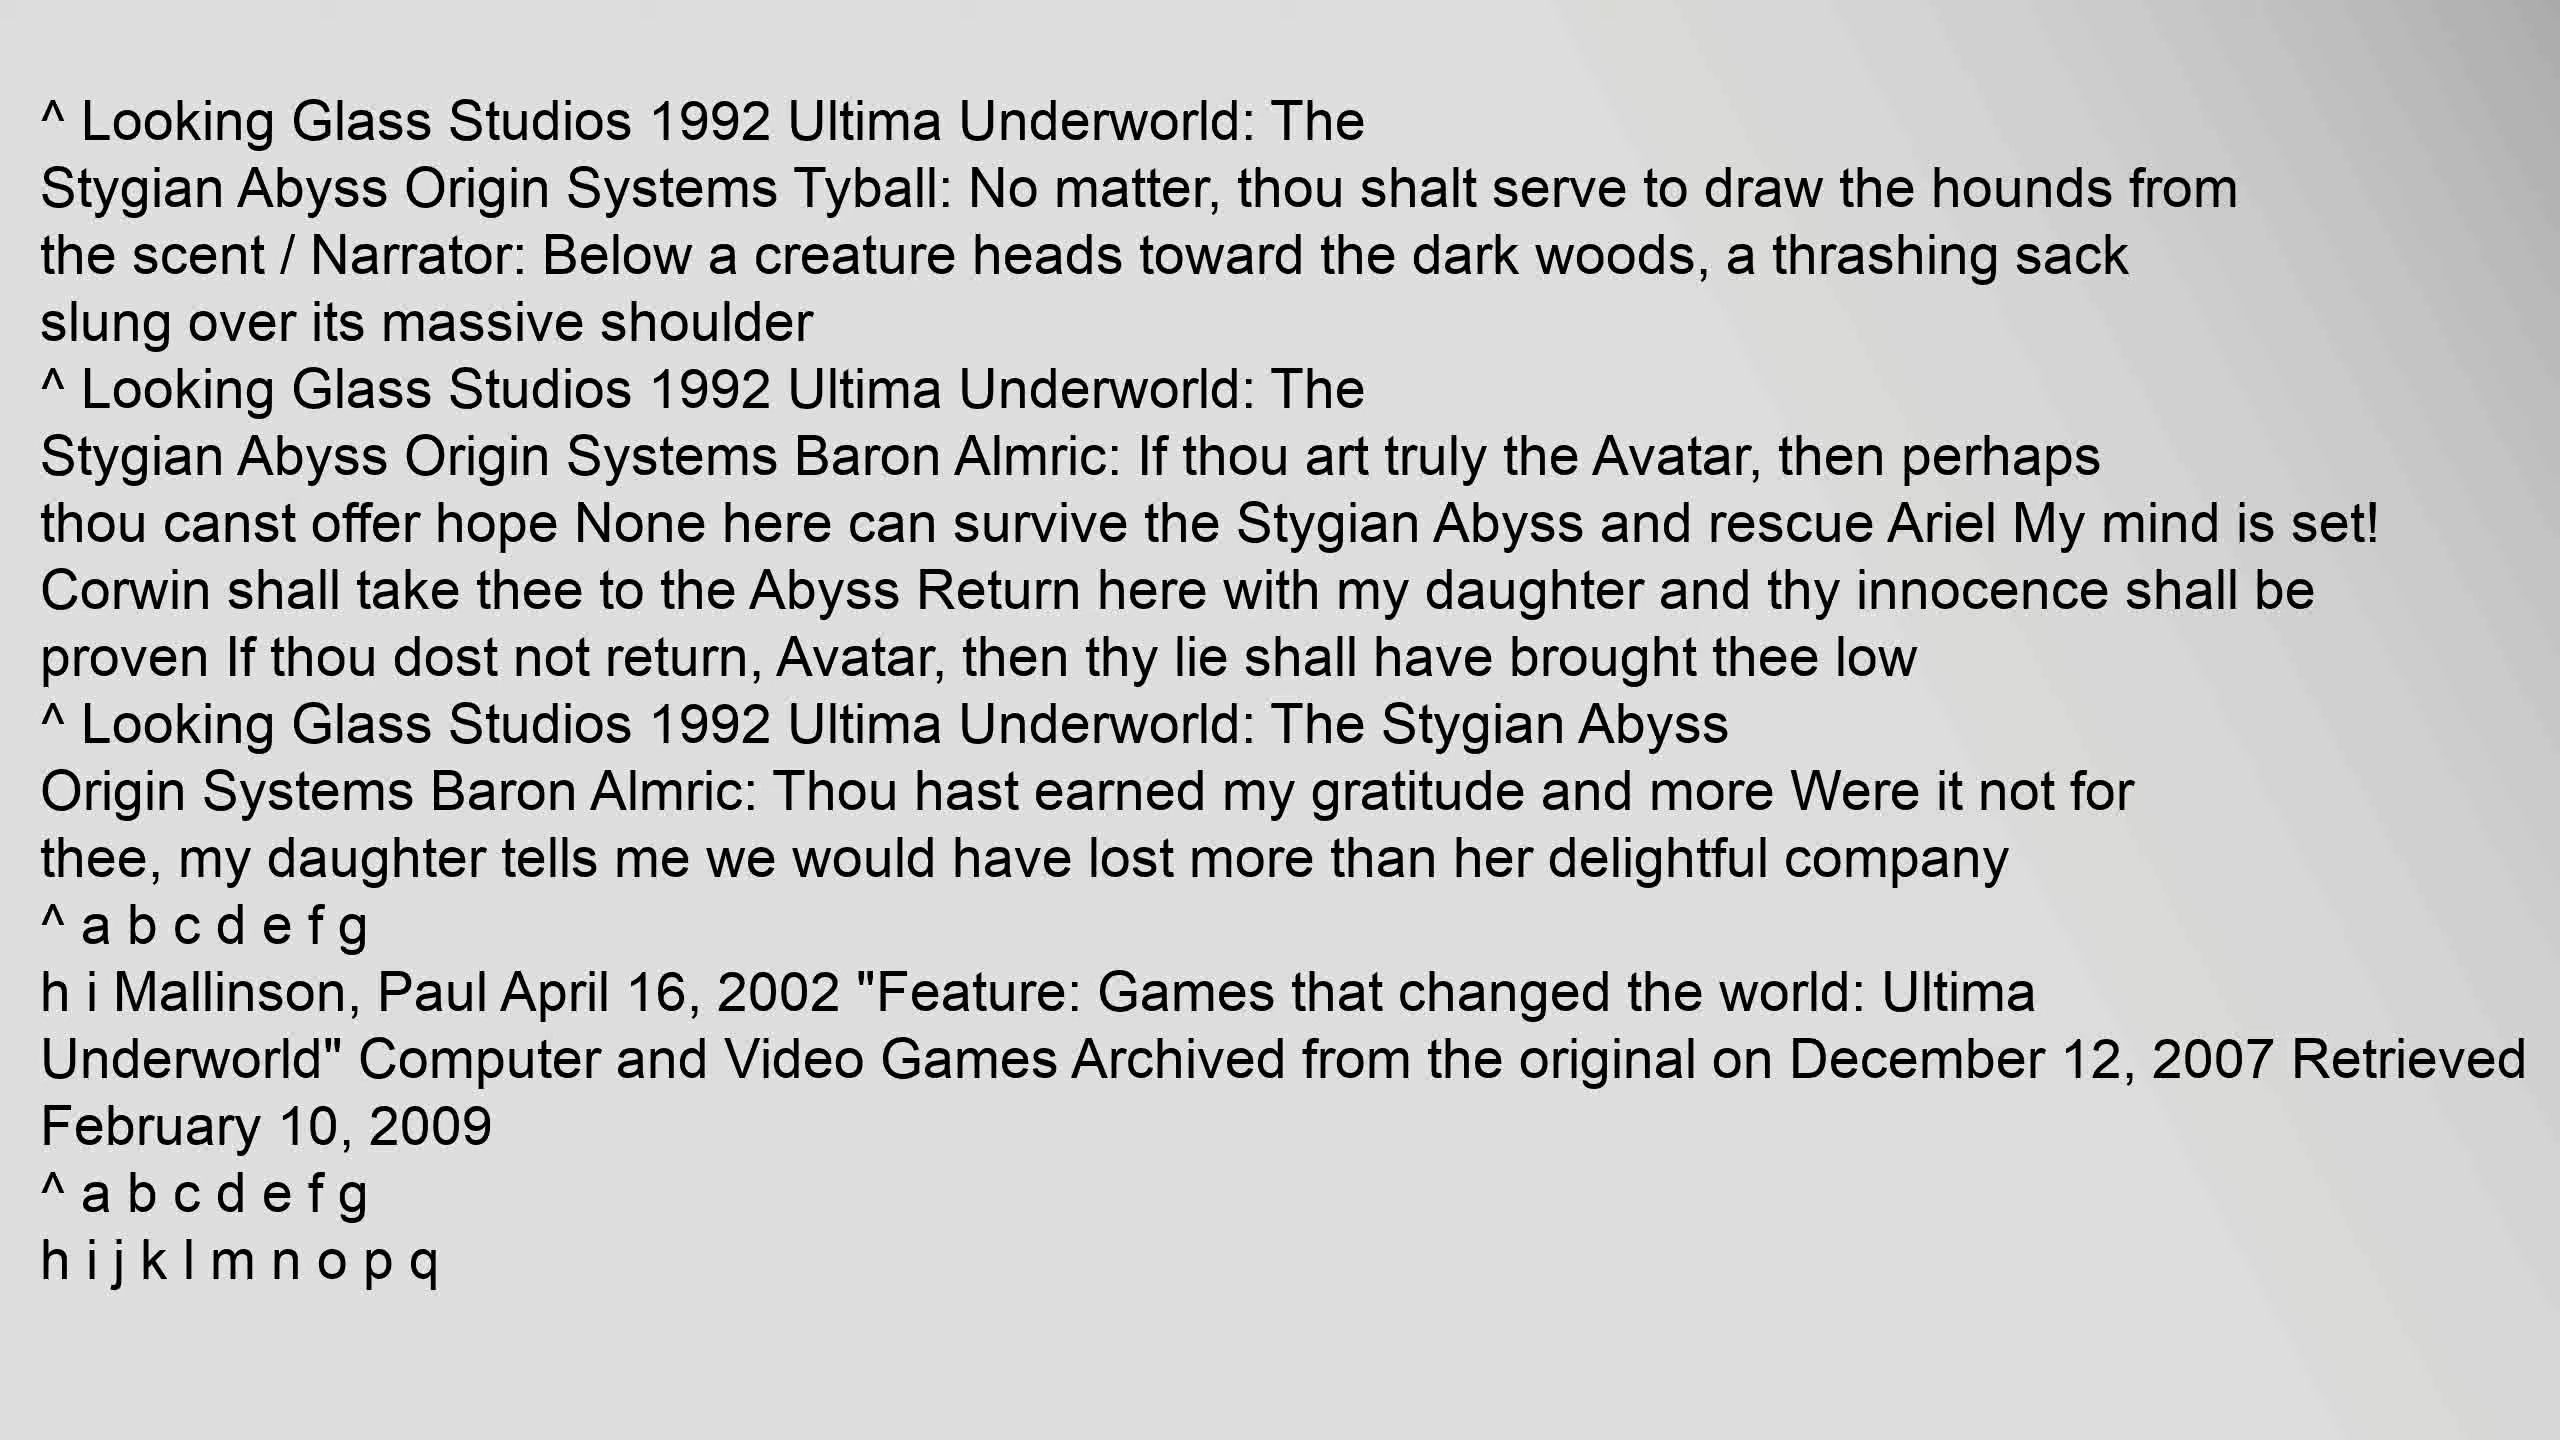 ^ Looking Glass Studios 1992 Ultima Underworld: The
Stygian Abyss Origin Systems Tyball: No matter, thou shalt serve to draw the hounds from
the scent / Narrator: Below a creature heads toward the dark woods, a thrashing sack
slung over its massive shoulder
^ Looking Glass Studios 1992 Ultima Underworld: The
Stygian Abyss Origin Systems Baron Almric: If thou art truly the Avatar, then perhaps
thou canst offer hope None here can survive the Stygian Abyss and rescue Ariel My mind is set!
Corwin shall take thee to the Abyss Return here with my daughter and thy innocence shall be
proven If thou dost not return, Avatar, then thy lie shall have brought thee low
^ Looking Glass Studios 1992 Ultima Underworld: The Stygian Abyss
Origin Systems Baron Almric: Thou hast earned my gratitude and more Were it not for
thee, my daughter tells me we would have lost more than her delightful company
^ a b c d e f g
h i Mallinson, Paul April 16, 2002 "Feature: Games that changed the world: Ultima
Underworld" Computer and Video Games Archived from the original on December 12, 2007 Retrieved
February 10, 2009
^ a b c d e f g
h i j k l m n o p q